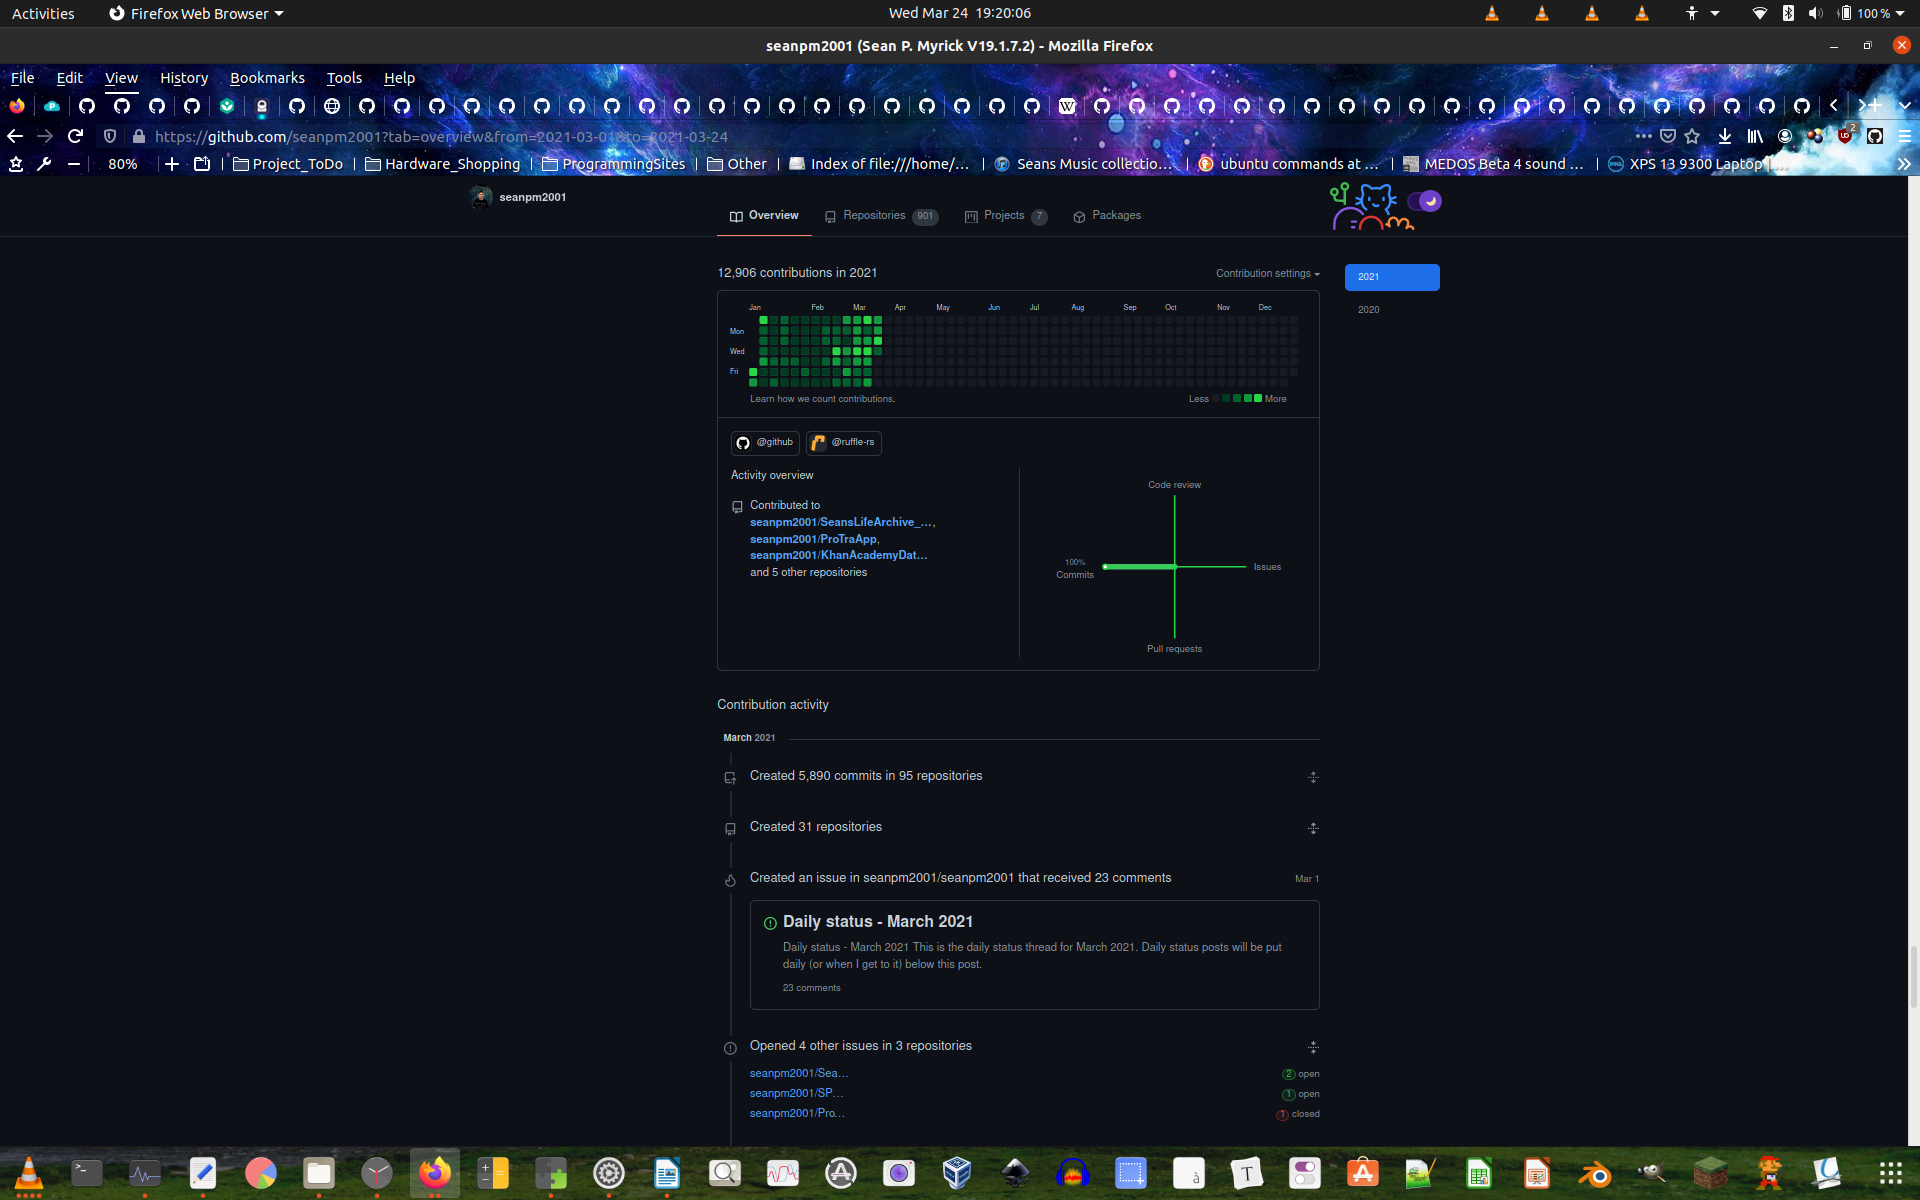 Activities Firefox Web Browser Wed Mar 24 19:20:06 100 %
seanpm2001 (Sean P. Myrick V19.1.7.2) - Mozilla Firefox
File Edit View History Bookmarks Tools Help
https://github.com/seanpm2001?tab=overview&from=2021-03-01&to=2021-03-24 2
80% Project_ToDo Hardware_Shopping ProgrammingSites Other Index of file:///home/… Seans Music collectio… ubuntu commands at … MEDOS Beta 4 sound … XPS 13 9300 Laptop |…
seanpm2001
Overview Repositories 901 Projects 7 Packages
12,906 contributions in 2021 Contribution settings 2021
2020
Jan Feb Mar Apr May Jun Jul Aug Sep Oct Nov Dec
Mon
Wed
Fri
Learn how we count contributions. Less More
@github @ruffle-rs
Activity overview
Contributed to
seanpm2001/SeansLifeArchive_…,
seanpm2001/ProTraApp,
seanpm2001/KhanAcademyDat…
and 5 other repositories
Code review
100%
Commits
Issues
Pull requests
Contribution activity
March 2021
Created 5,890 commits in 95 repositories
Created 31 repositories
Created an issue in seanpm2001/seanpm2001 that received 23 comments Mar 1
Daily status - March 2021
Daily status - March 2021 This is the daily status thread for March 2021. Daily status posts will be put
daily (or when I get to it) below this post.
23 comments
Opened 4 other issues in 3 repositories
seanpm2001/Sea… 2 open
seanpm2001/SP… 1 open
seanpm2001/Pro… 1 closed